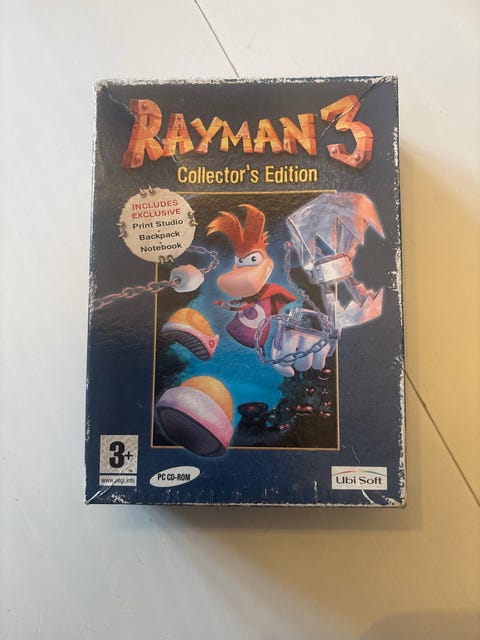 RAYMAN 3
Collector's Edition
INCLUDES
EXCLUSIVE
Print Studio
-
Backpack
-
Notebook
3+
www.pegi.info
PC CD-ROM
Ubi Soft